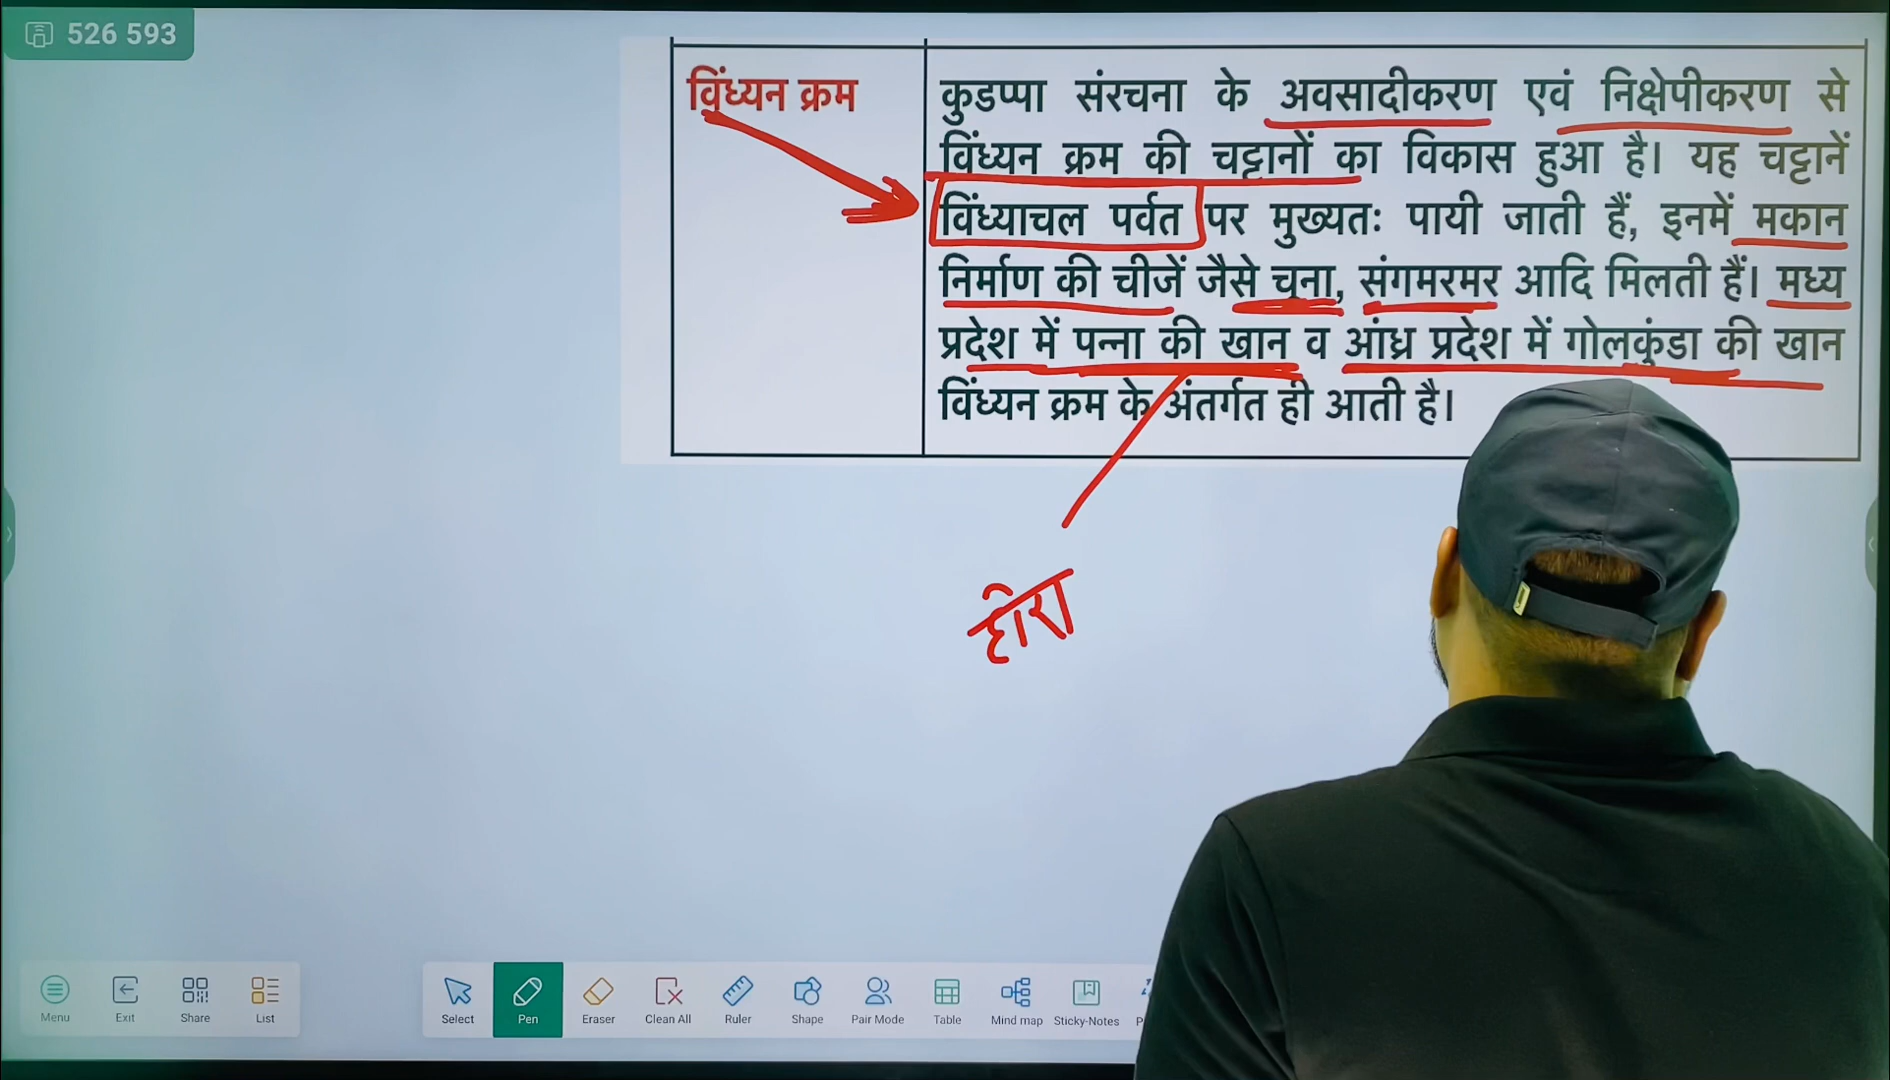 526 593
विंध्यन क्रम
कुडप्पा संरचना के अवसादीकरण एवं निक्षेपीकरण से
विंध्यन क्रम की चट्टानों का विकास हुआ है। यह चट्टानें
विंध्याचल पर्वत पर मुख्यतः पायी जाती हैं, इनमें मकान
निर्माण की चीजें जैसे चूना, संगमरमर आदि मिलती हैं। मध्य
प्रदेश में पन्ना की खान व आंध्र प्रदेश में गोलकुंडा की खान
विंध्यन क्रम के अंतर्गत ही आती है।
हीरा
Menu Exit Share List Select Pen Eraser Clean All Ruler Shape Pair Mode Table Mind map Sticky-Notes